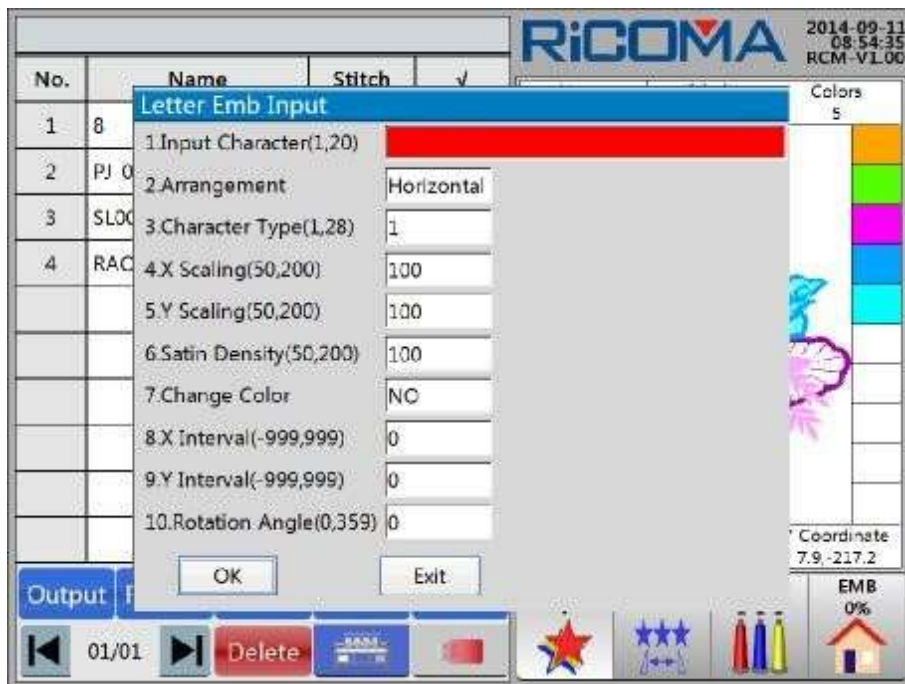 RiCOMA
2014-09-11
08:54:35
RCM-V1.00
No. Name Stitch √
Colors
5
1 8
2 PJ 0
3 SL00
4 RAC
Letter Emb Input
1.Input Character(1,20)
2.Arrangement Horizontal
3.Character Type(1,28) 1
4.X Scaling(50,200) 100
5.Y Scaling(50,200) 100
6.Satin Density(50,200) 100
7.Change Color NO
8.X Interval(-999,999) 0
9.Y Interval(-999,999) 0
10.Rotation Angle(0,359) 0
OK Exit
Coordinate
7.9,-217.2
Output
EMB
0%
01/01 Delete